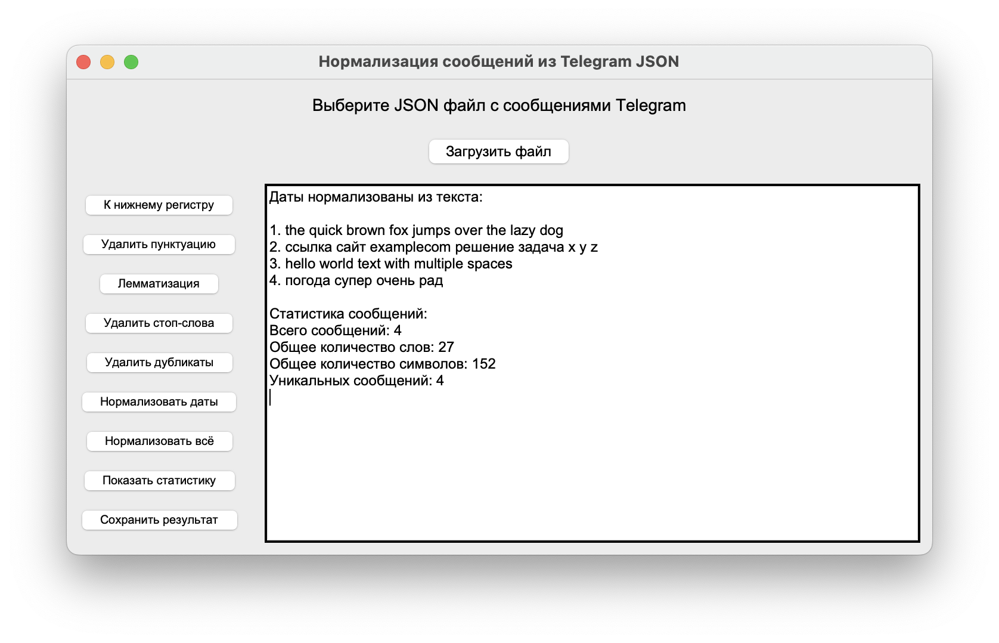 Нормализация сообщений из Telegram JSON
Выберите JSON файл с сообщениями Telegram
Загрузить файл
К нижнему регистру
Удалить пунктуацию
Лемматизация
Удалить стоп-слова
Удалить дубликаты
Нормализовать даты
Нормализовать всё
Показать статистику
Сохранить результат
Даты нормализованы из текста:
1. the quick brown fox jumps over the lazy dog
2. ссылка сайт examplecom решение задача x y z
3. hello world text with multiple spaces
4. погода супер очень рад
Статистика сообщений:
Всего сообщений: 4
Общее количество слов: 27
Общее количество символов: 152
Уникальных сообщений: 4